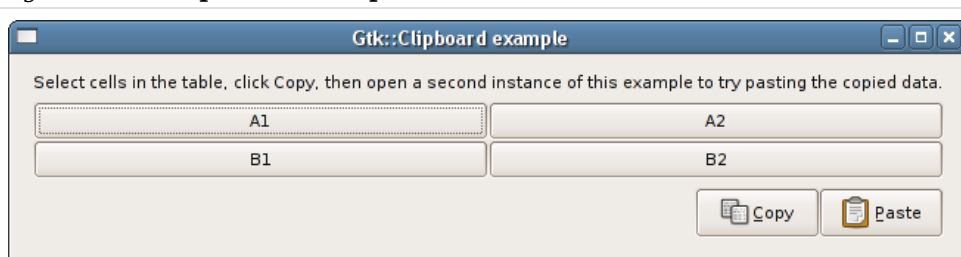 Gtk::Clipboard example
Select cells in the table, click Copy, then open a second instance of this example to try pasting the copied data.
A1 A2
B1 B2
Copy Paste